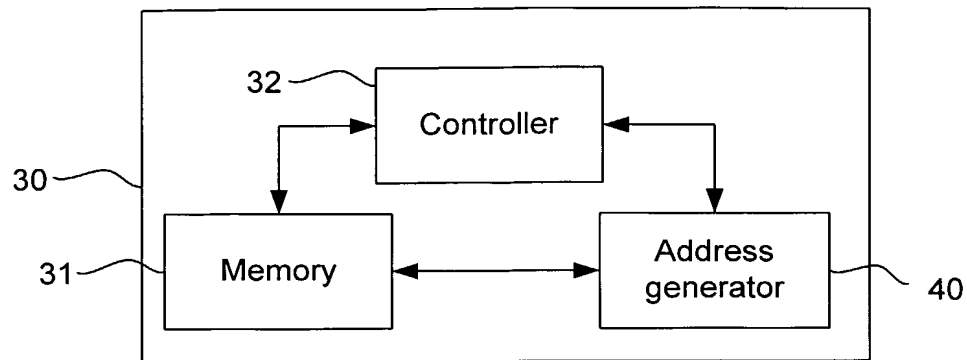 32
Controller
30
31
Memory
Address
generator
40